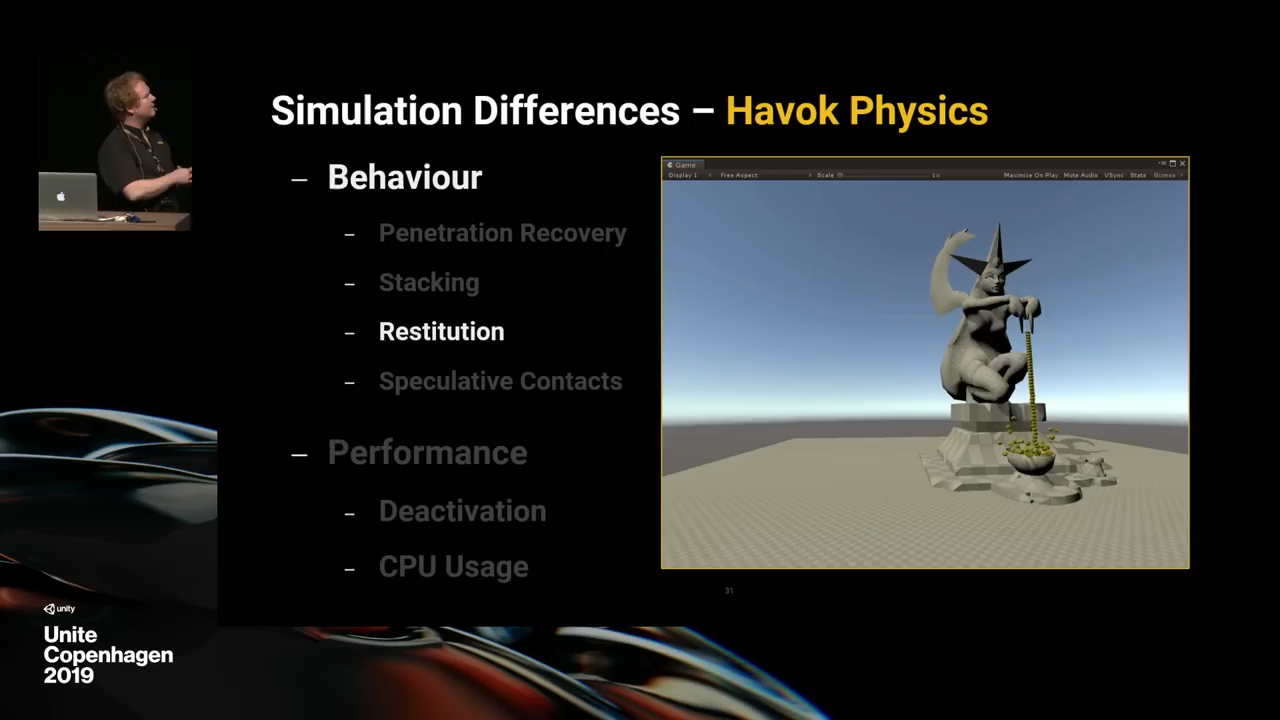 Simulation Differences – Havok Physics
– Behaviour
– Penetration Recovery
– Stacking
– Restitution
– Speculative Contacts
– Performance
– Deactivation
– CPU Usage
Game
Display 1
Free Aspect
Scale
1x
Maximize On Play
Mute Audio
VSync
Stats
Gizmos
31
unity
Unite
Copenhagen
2019